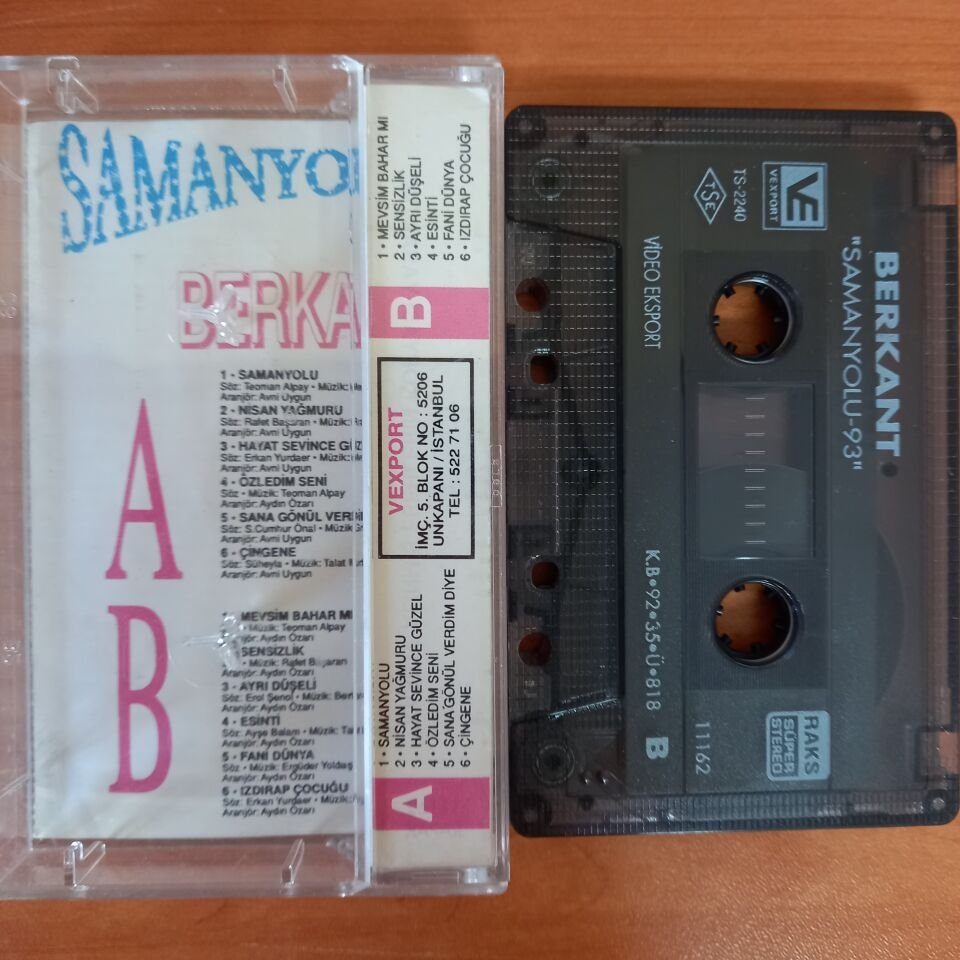 SAMANYO
BERKA
A
1 - SAMANYOLU
Söz: Teoman Alpay • Müzik:
Aranjör: Avni Uygun
2 - NİSAN YAĞMURU
Söz: Rafet Başaran • Müzik:
Aranjör: Avni Uygun
3 - HAYAT SEVİNCE GÜZ
Söz: Erkan Yurdaer • Müzik:
Aranjör: Avni Uygun
4 - ÖZLEDİM SENİ
Söz • Müzik: Teoman Alpay
Aranjör: Aydın Özarı
5 - SANA GÖNÜL VERDİ
Söz: S.Cumhur Önal • Müzik:
Aranjör: Avni Uygun
6 - ÇİNGENE
Söz: Süheyla • Müzik: Talat
Aranjör: Avni Uygun
B
MEVSİM BAHAR MI
• Müzik: Teoman Alpay
Aranjör: Aydın Özarı
SENSİZLİK
• Müzik: Rafet Başaran
Aranjör: Aydın Özarı
3 - AYRI DÜŞELİ
Söz: Erol Şenol • Müzik:
Aranjör: Aydın Özarı
4 - ESİNTİ
Söz: Ayşe Balam • Müzik:
Aranjör: Aydın Özarı
5 - FANİ DÜNYA
Söz • Müzik: Ergüder Yoldaş
Aranjör: Aydın Özarı
6 - IZDIRAP ÇOCUĞU
Söz: Erkan Yurdaer • Müzik:
Aranjör: Aydın Özarı
A
1 • SAMANYOLU
2 • NİSAN YAĞMURU
3 • HAYAT SEVİNCE GÜZEL
4 • ÖZLEDİM SENİ
5 • SANA GÖNÜL VERDİM DİYE
6 • ÇİNGENE
VEXPORT
İMÇ. 5. BLOK NO : 5206
UNKAPANI / İSTANBUL
TEL : 522 71 06
B
1 • MEVSİM BAHAR MI
2 • SENSİZLİK
3 • AYRI DÜŞELİ
4 • ESİNTİ
5 • FANİ DÜNYA
6 • IZDIRAP ÇOCUĞU
BERKANT
"SAMANYOLU-93"
VE
VEXPORT
TSE
TS-2240
VİDEO EKSPORT
K.B•92•35•Ü•818
B
11162
RAKS
SÜPER
STEREO